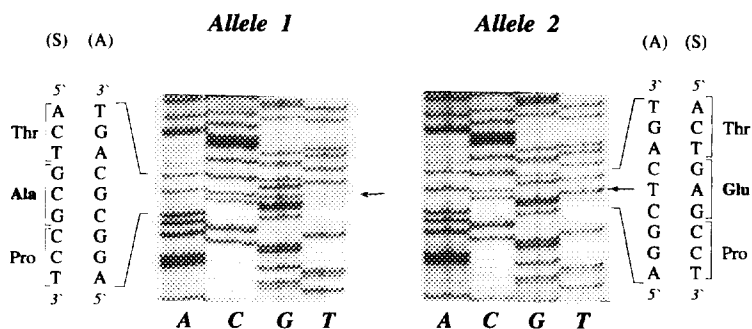 Allele 1 Allele 2
(S) (A) (A) (S)
5` 3` 3` 5`
A T T A
Thr C G G C Thr
T A A T
G C C G
Ala C G T A Glu
G C C G
C G G C
Pro C G G C Pro
T A A T
3` 5` 5` 3`
A C G T A C G T